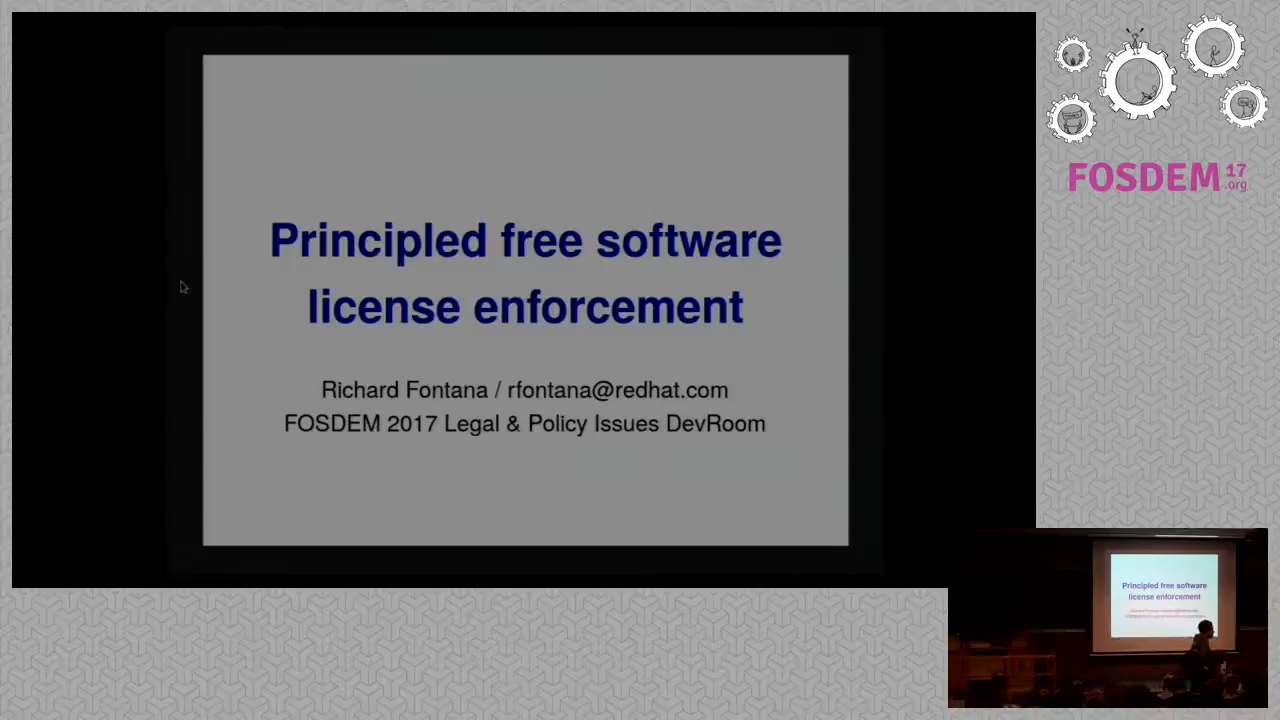 Principled free software
license enforcement
Richard Fontana / rfontana@redhat.com
FOSDEM 2017 Legal & Policy Issues DevRoom
FOSDEM 17
.org
Principled free software
license enforcement